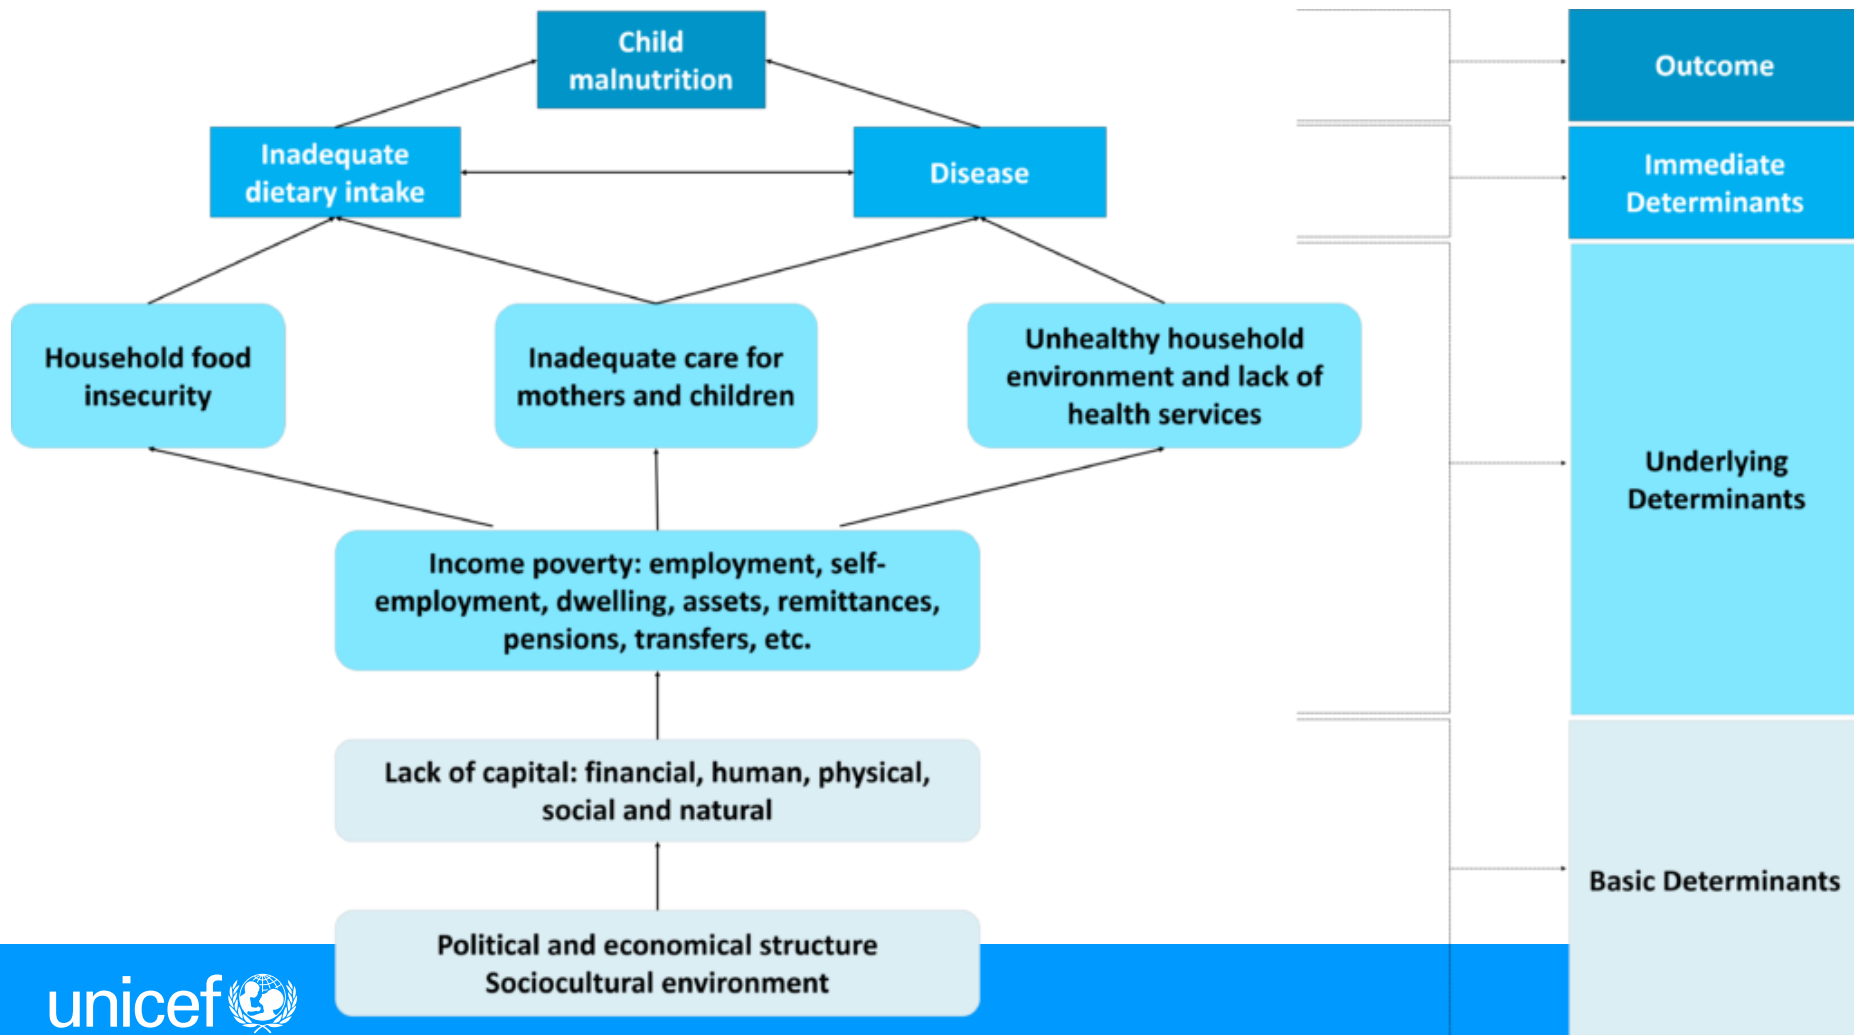 Child
malnutrition
Outcome
Inadequate
dietary intake
Disease
Immediate
Determinants
Household food
insecurity
Inadequate care for
mothers and children
Unhealthy household
environment and lack of
health services
Underlying
Determinants
Income poverty: employment, self-
employment, dwelling, assets, remittances,
pensions, transfers, etc.
Lack of capital: financial, human, physical,
social and natural
Basic Determinants
Political and economical structure
Sociocultural environment
unicef